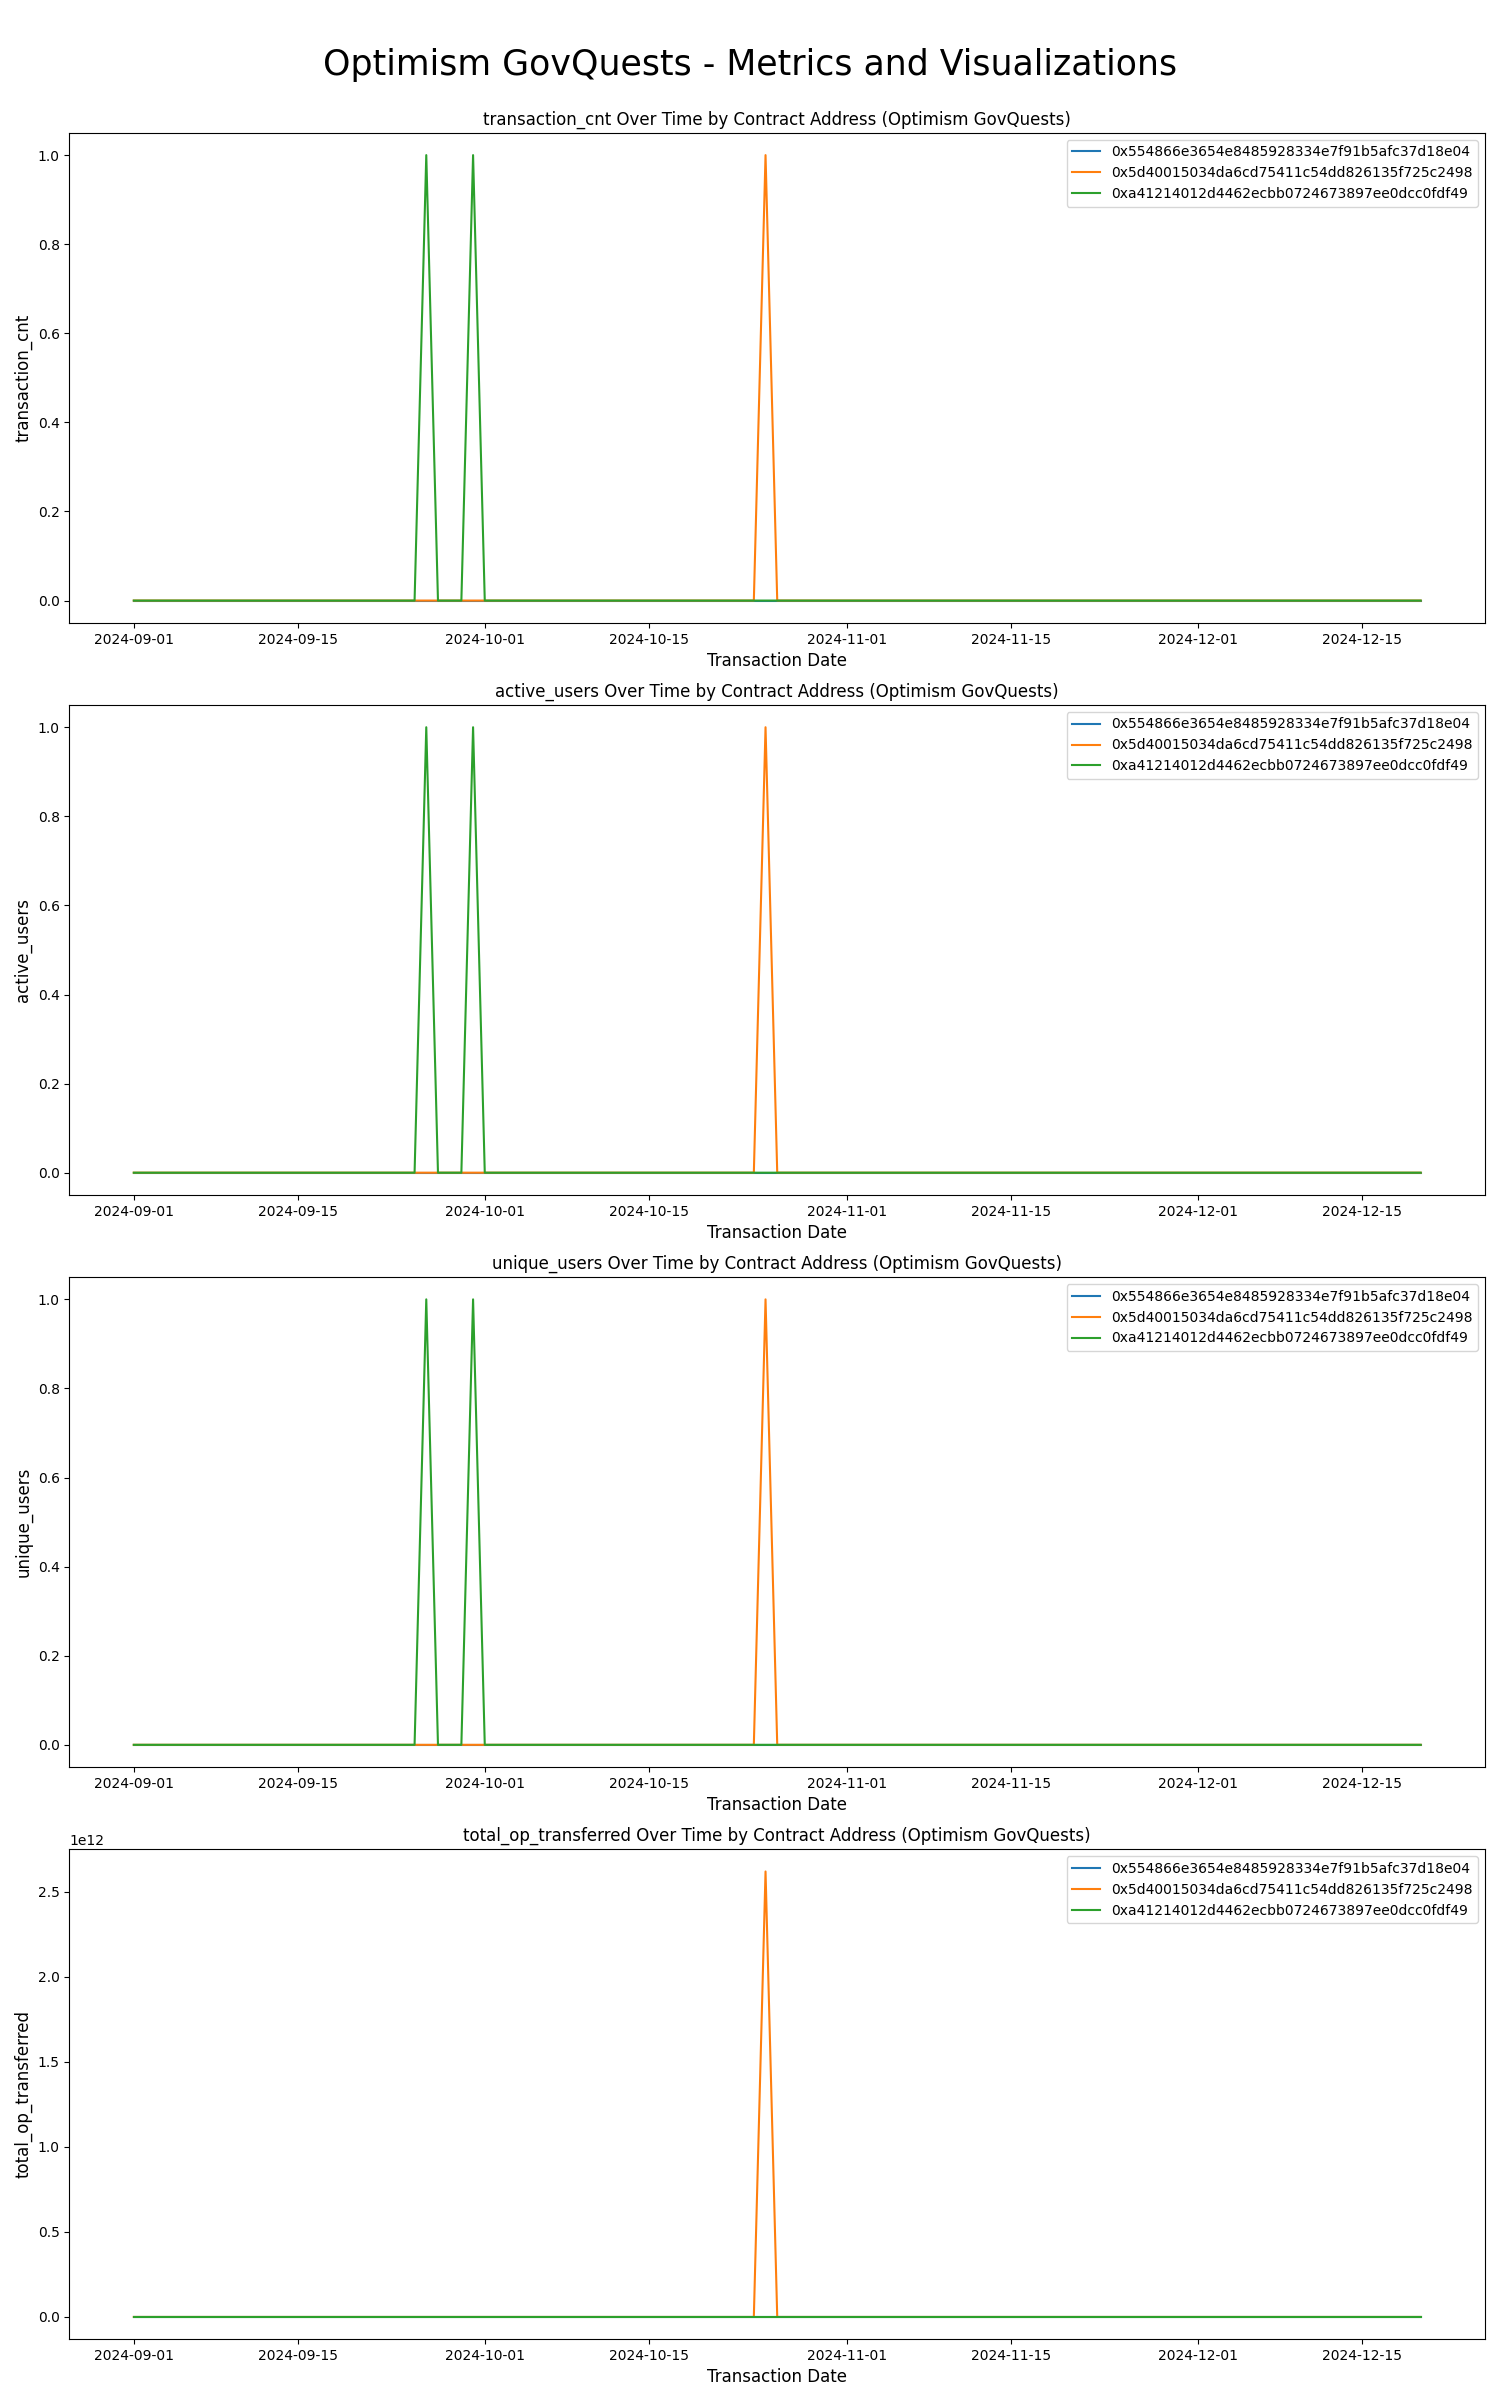 Optimism GovQuests - Metrics and Visualizations
transaction_cnt Over Time by Contract Address (Optimism GovQuests)
0x554866e3654e8485928334e7f91b5afc37d18e04
0x5d40015034da6cd75411c54dd826135f725c2498
0xa41214012d4462ecbb0724673897ee0dcc0fdf49
transaction_cnt
1.0
0.8
0.6
0.4
0.2
0.0
2024-09-01 2024-09-15 2024-10-01 2024-10-15 2024-11-01 2024-11-15 2024-12-01 2024-12-15
Transaction Date
active_users Over Time by Contract Address (Optimism GovQuests)
0x554866e3654e8485928334e7f91b5afc37d18e04
0x5d40015034da6cd75411c54dd826135f725c2498
0xa41214012d4462ecbb0724673897ee0dcc0fdf49
active_users
1.0
0.8
0.6
0.4
0.2
0.0
2024-09-01 2024-09-15 2024-10-01 2024-10-15 2024-11-01 2024-11-15 2024-12-01 2024-12-15
Transaction Date
unique_users Over Time by Contract Address (Optimism GovQuests)
0x554866e3654e8485928334e7f91b5afc37d18e04
0x5d40015034da6cd75411c54dd826135f725c2498
0xa41214012d4462ecbb0724673897ee0dcc0fdf49
unique_users
1.0
0.8
0.6
0.4
0.2
0.0
2024-09-01 2024-09-15 2024-10-01 2024-10-15 2024-11-01 2024-11-15 2024-12-01 2024-12-15
Transaction Date
total_op_transferred Over Time by Contract Address (Optimism GovQuests)
1e12
0x554866e3654e8485928334e7f91b5afc37d18e04
0x5d40015034da6cd75411c54dd826135f725c2498
0xa41214012d4462ecbb0724673897ee0dcc0fdf49
total_op_transferred
2.5
2.0
1.5
1.0
0.5
0.0
2024-09-01 2024-09-15 2024-10-01 2024-10-15 2024-11-01 2024-11-15 2024-12-01 2024-12-15
Transaction Date